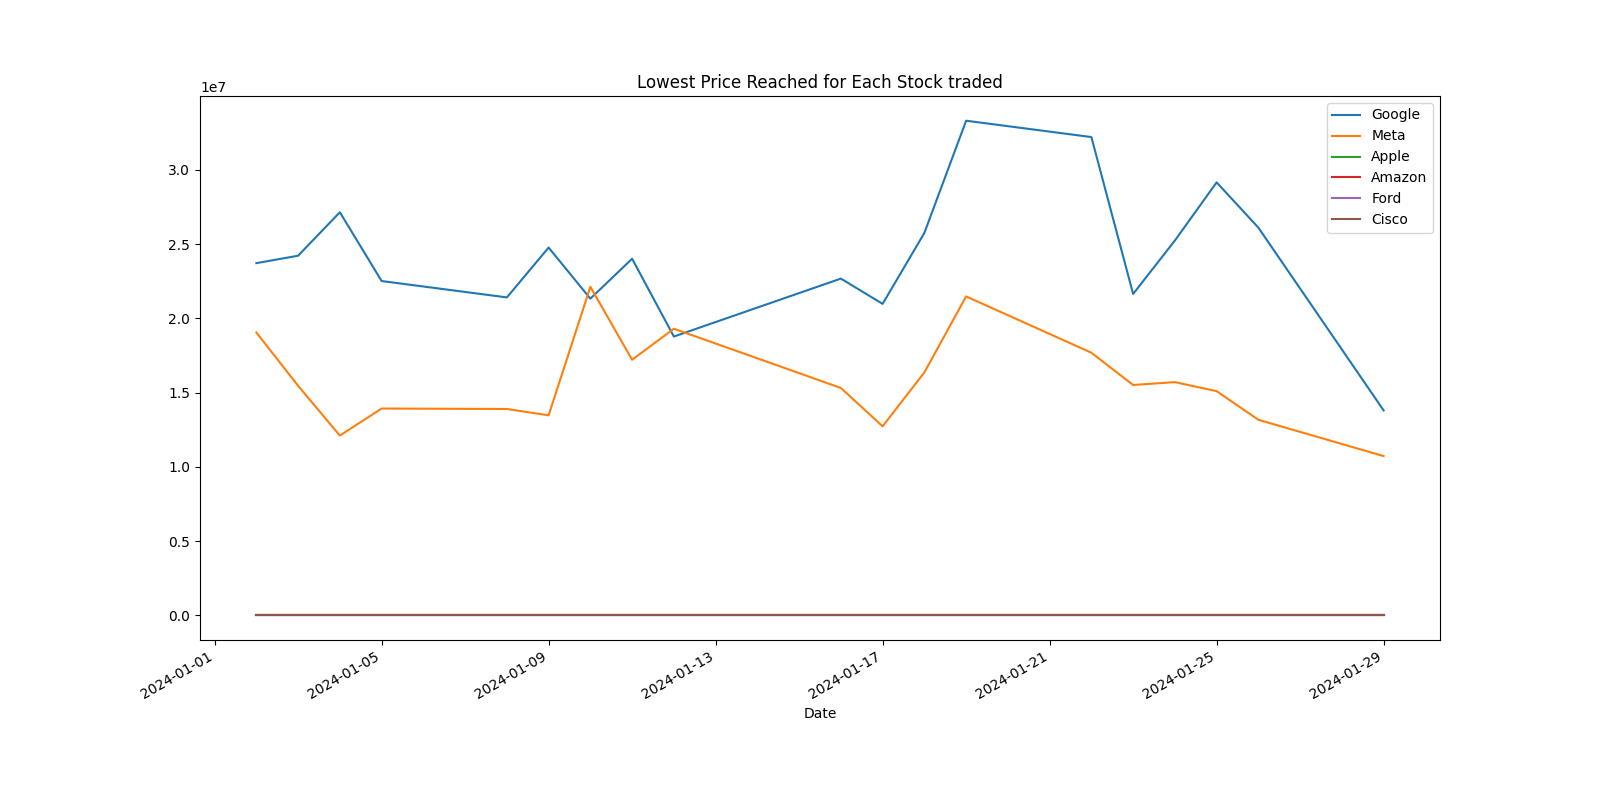 Lowest Price Reached for Each Stock traded
1e7
Google
Meta
Apple
Amazon
Ford
Cisco
3.0
2.5
2.0
1.5
1.0
0.5
0.0
2024-01-01
2024-01-05
2024-01-09
2024-01-13
2024-01-17
2024-01-21
2024-01-25
2024-01-29
Date